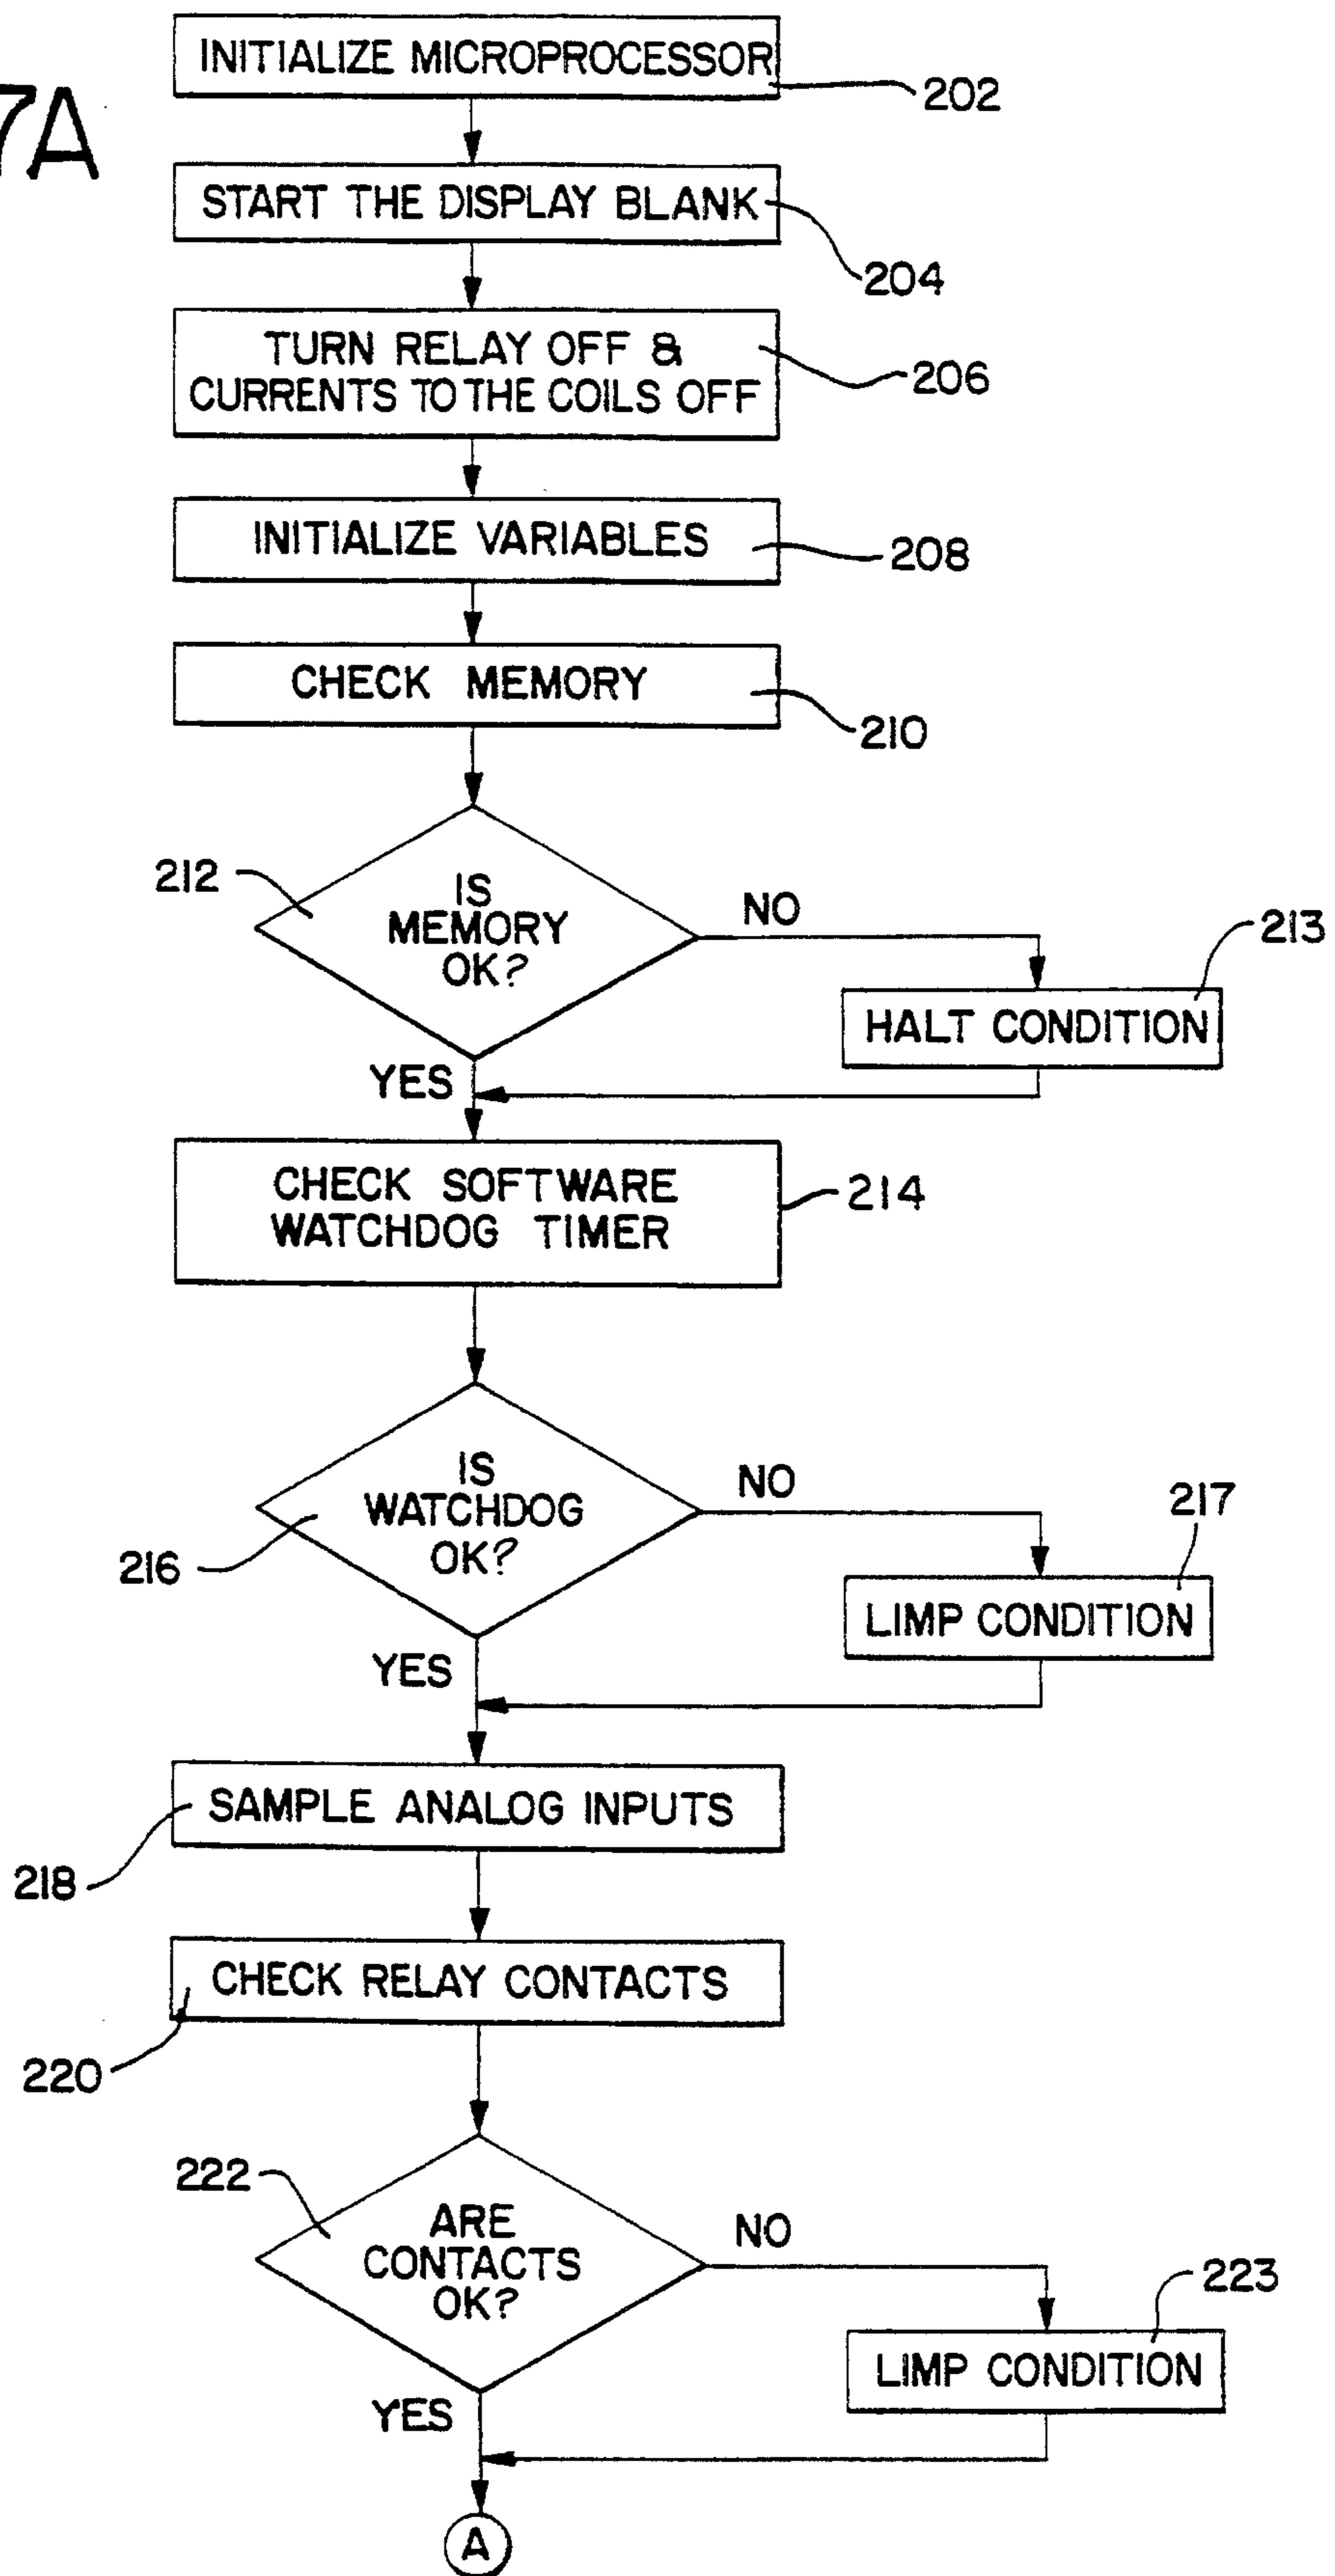 7A
INITIALIZE MICROPROCESSOR
202
START THE DISPLAY BLANK
204
TURN RELAY OFF &
CURRENTS TO THE COILS OFF
206
INITIALIZE VARIABLES
208
CHECK MEMORY
210
212
IS
MEMORY
OK?
NO
213
HALT CONDITION
YES
CHECK SOFTWARE
WATCHDOG TIMER
214
IS
WATCHDOG
OK?
216
NO
217
LIMP CONDITION
YES
SAMPLE ANALOG INPUTS
218
CHECK RELAY CONTACTS
220
222
ARE
CONTACTS
OK?
NO
223
LIMP CONDITION
YES
A